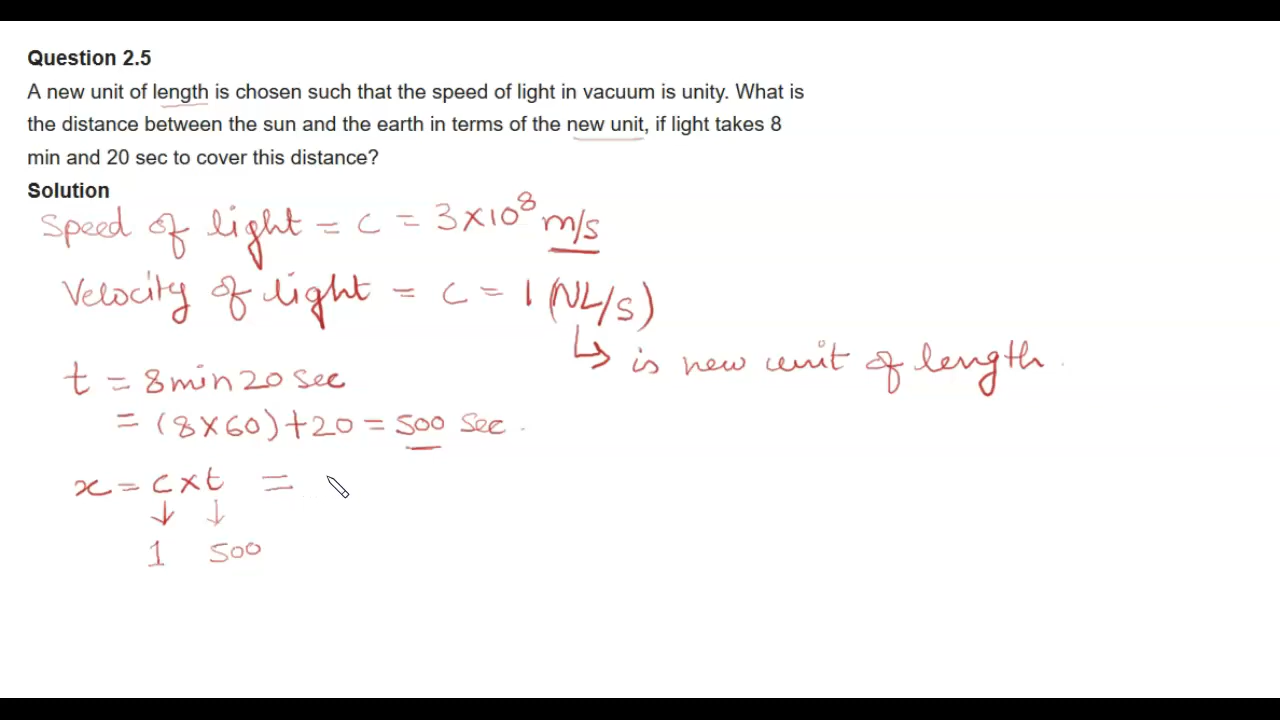 Question 2.5
A new unit of length is chosen such that the speed of light in vacuum is unity. What is
the distance between the sun and the earth in terms of the new unit, if light takes 8
min and 20 sec to cover this distance?
Solution
Speed of light = c = 3×10⁸ m/s
Velocity of light = c = 1 (NL/s)
↳ is new unit of length.
t = 8min 20 sec
= (8×60)+20 = 500 sec.
x = c×t =
↓ ↓
1 500